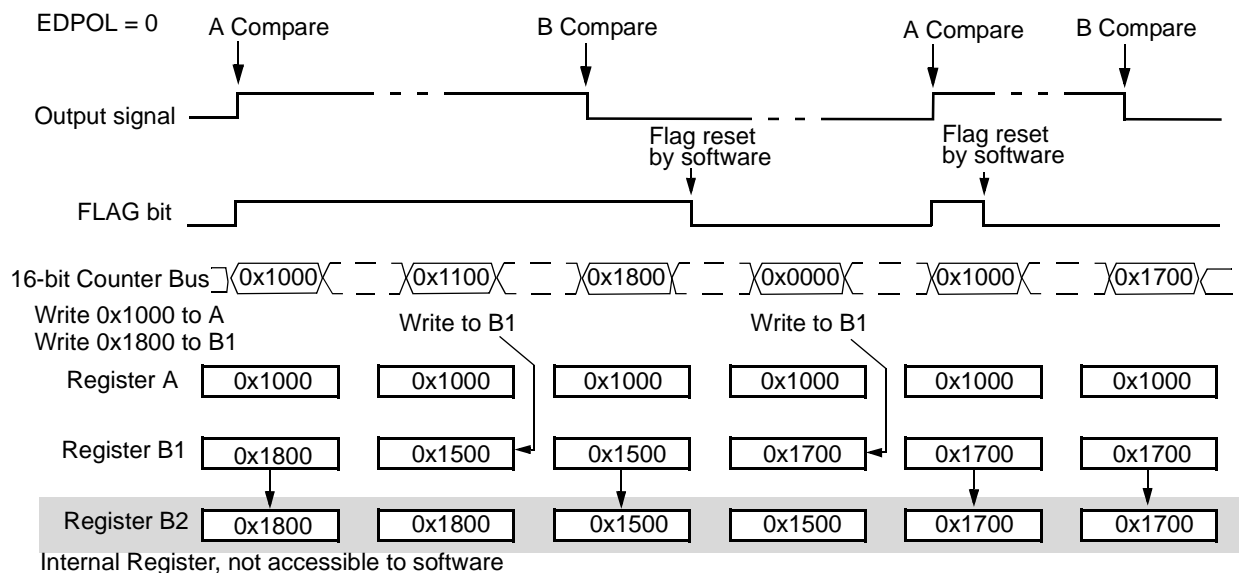 EDPOL = 0
A Compare B Compare A Compare B Compare
Output signal
Flag reset
by software
Flag reset
by software
FLAG bit
16-bit Counter Bus 0x1000 0x1100 0x1800 0x0000 0x1000 0x1700
Write 0x1000 to A
Write 0x1800 to B1
Write to B1 Write to B1
Register A 0x1000 0x1000 0x1000 0x1000 0x1000 0x1000
Register B1 0x1800 0x1500 0x1500 0x1700 0x1700 0x1700
Register B2 0x1800 0x1800 0x1500 0x1500 0x1700 0x1700
Internal Register, not accessible to software